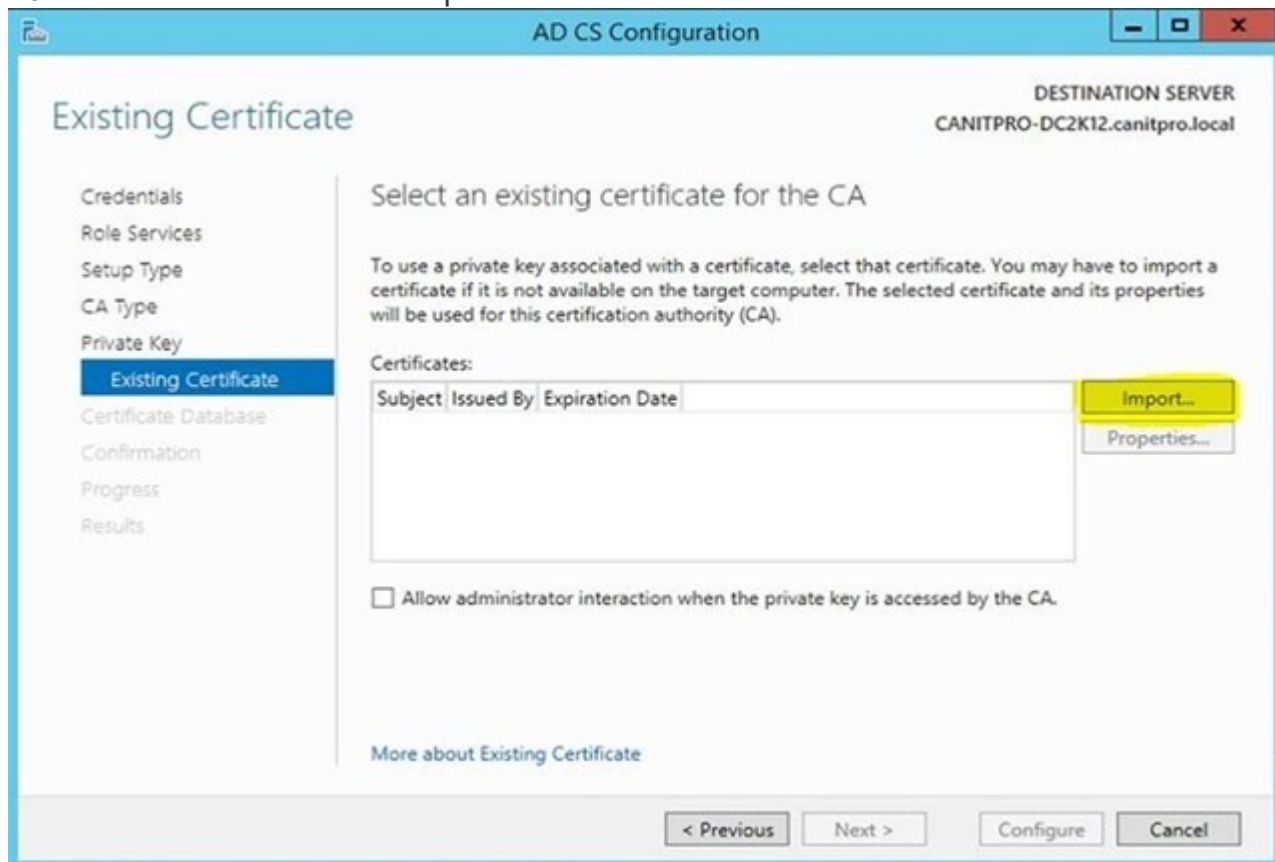 AD CS Configuration
Existing Certificate
DESTINATION SERVER
CANITPRO-DC2K12.canitpro.local
Credentials
Role Services
Setup Type
CA Type
Private Key
Existing Certificate
Certificate Database
Confirmation
Progress
Results
Select an existing certificate for the CA
To use a private key associated with a certificate, select that certificate. You may have to import a
certificate if it is not available on the target computer. The selected certificate and its properties
will be used for this certification authority (CA).
Certificates:
Subject Issued By Expiration Date
Import...
Properties...
Allow administrator interaction when the private key is accessed by the CA.
More about Existing Certificate
< Previous Next > Configure Cancel